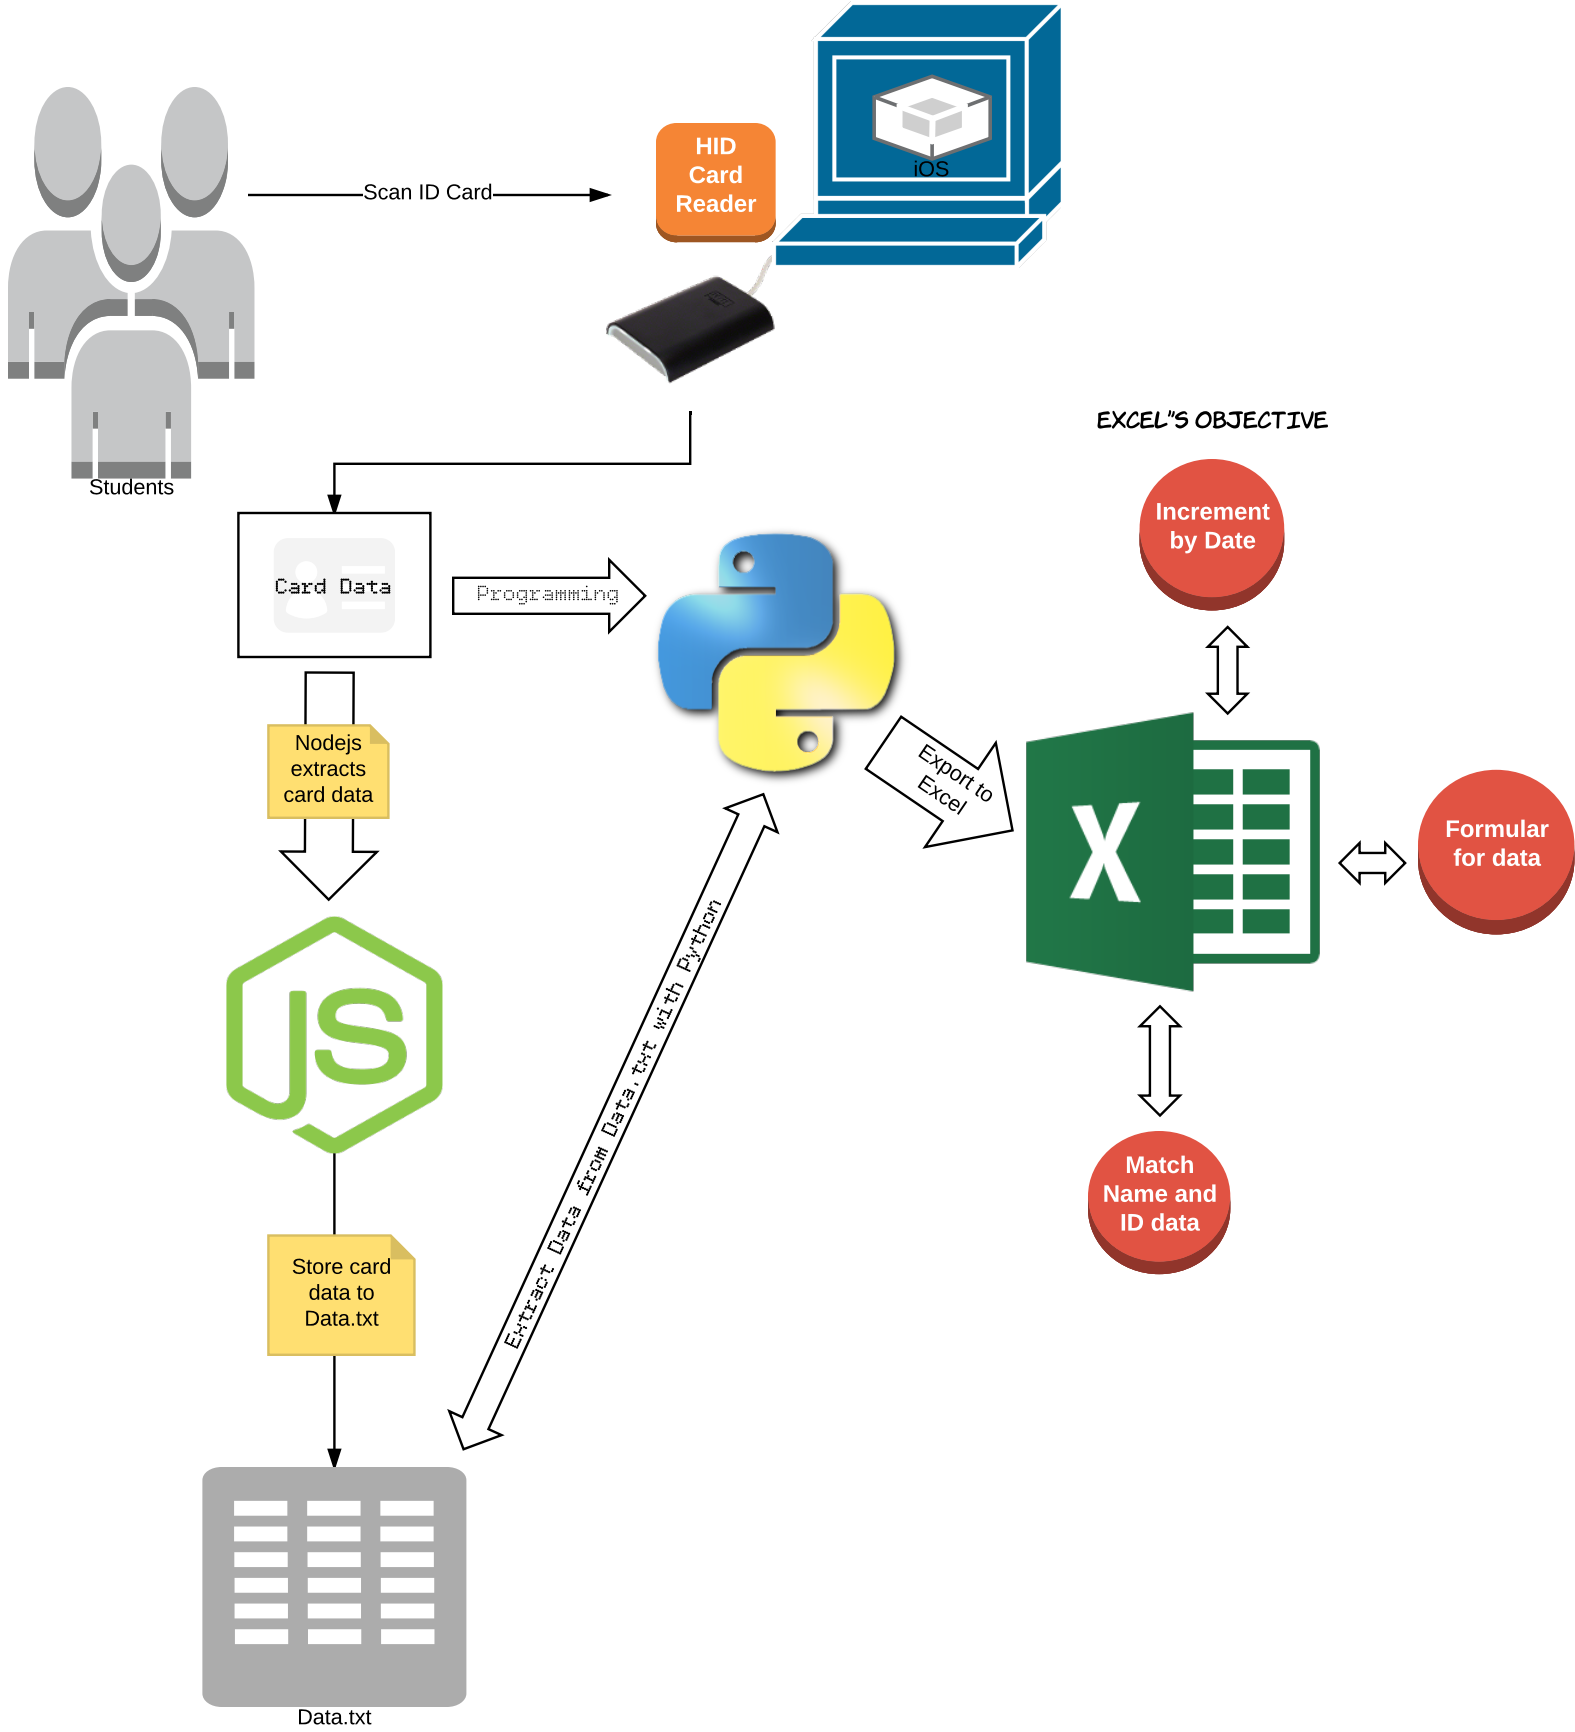 iOS
HID
Card
Reader
Scan ID Card
Students
EXCEL"S OBJECTIVE
Increment
by Date
Card Data
Programming
Nodejs
extracts
card data
Export to
Excel
X
Formular
for data
JS
Extract Data from Data.txt with Python
Match
Name and
ID data
Store card
data to
Data.txt
Data.txt